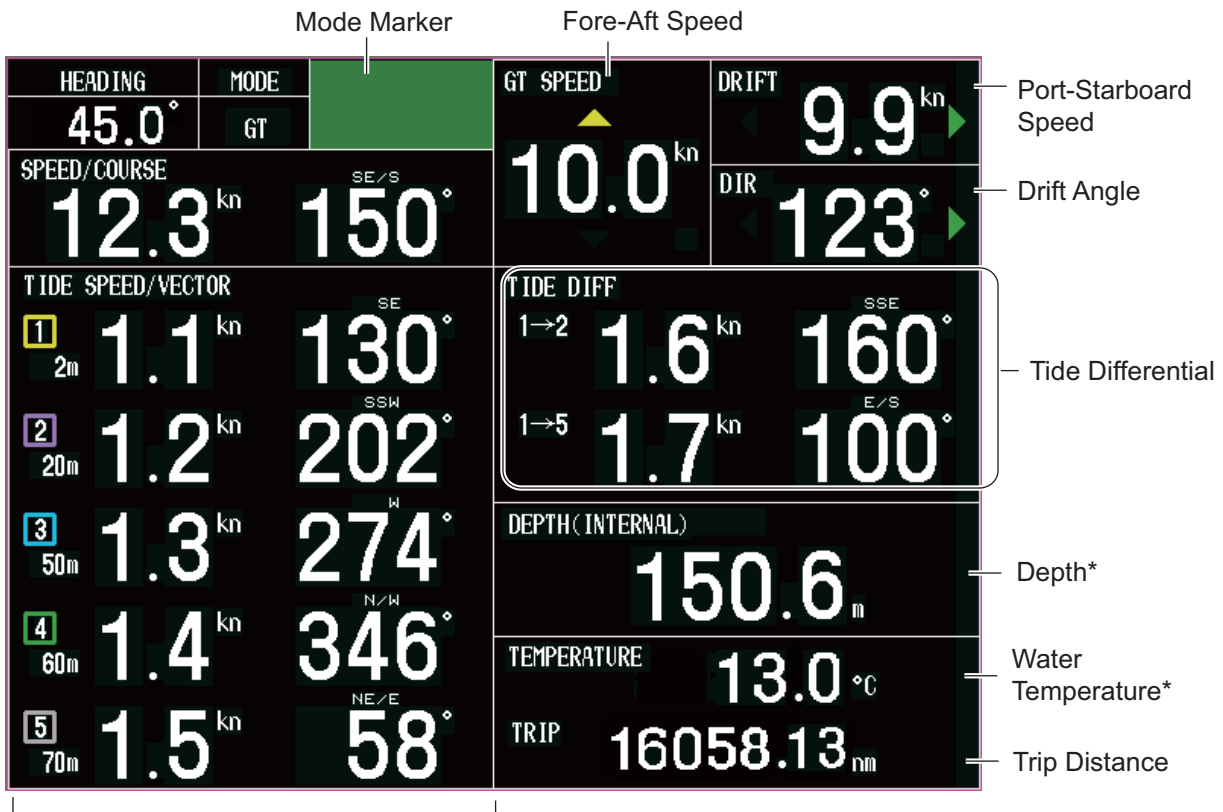 Mode Marker
Fore-Aft Speed
HEADING
MODE
45.0°
GT
GT SPEED
10.0 kn
DRIFT
9.9 kn
Port-Starboard
Speed
SPEED/COURSE
12.3 kn
SE/S
150°
DIR
123°
Drift Angle
TIDE SPEED/VECTOR
1
2m
1.1 kn
SE
130°
2
20m
1.2 kn
SSW
202°
3
50m
1.3 kn
W
274°
4
60m
1.4 kn
N/W
346°
5
70m
1.5 kn
NE/E
58°
TIDE DIFF
1→2
1.6 kn
SSE
160°
1→5
1.7 kn
E/S
100°
Tide Differential
DEPTH(INTERNAL)
150.6 m
Depth*
TEMPERATURE
13.0 °C
Water
Temperature*
TRIP
16058.13 nm
Trip Distance